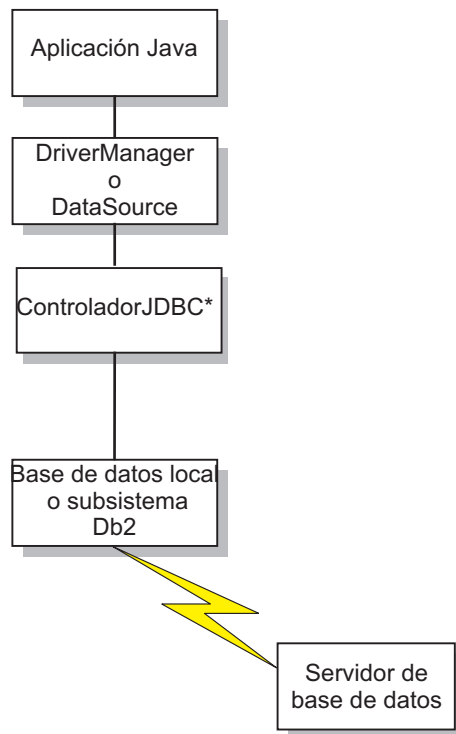 Aplicación Java
DriverManager
o
DataSource
ControladorJDBC*
Base de datos local
o subsistema
Db2
Servidor de
base de datos